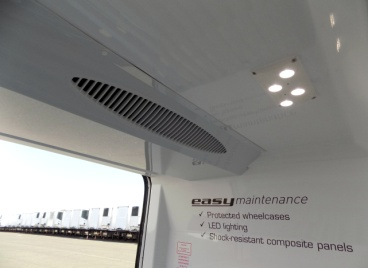 easymaintenance
✓ Protected wheelcases
✓ LED lighting
✓ Shock-resistant composite panels